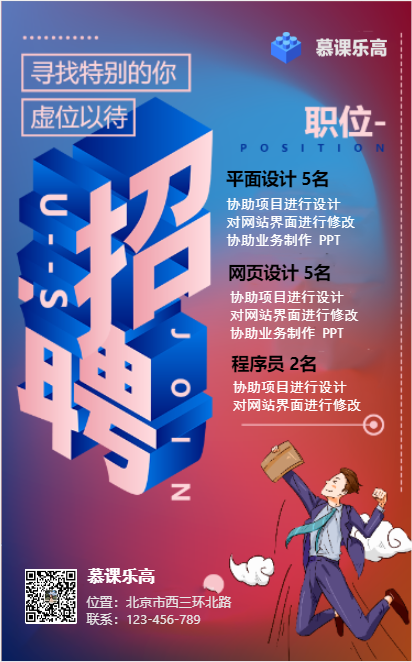 慕课乐高
寻找特别的你
虚位以待
职位-
POSITION
招聘
U--S
JOIN
平面设计 5名
协助项目进行设计
对网站界面进行修改
协助业务制作 PPT
网页设计 5名
协助项目进行设计
对网站界面进行修改
协助业务制作 PPT
程序员 2名
协助项目进行设计
对网站界面进行修改
慕课乐高
位置：北京市西三环北路
联系：123-456-789